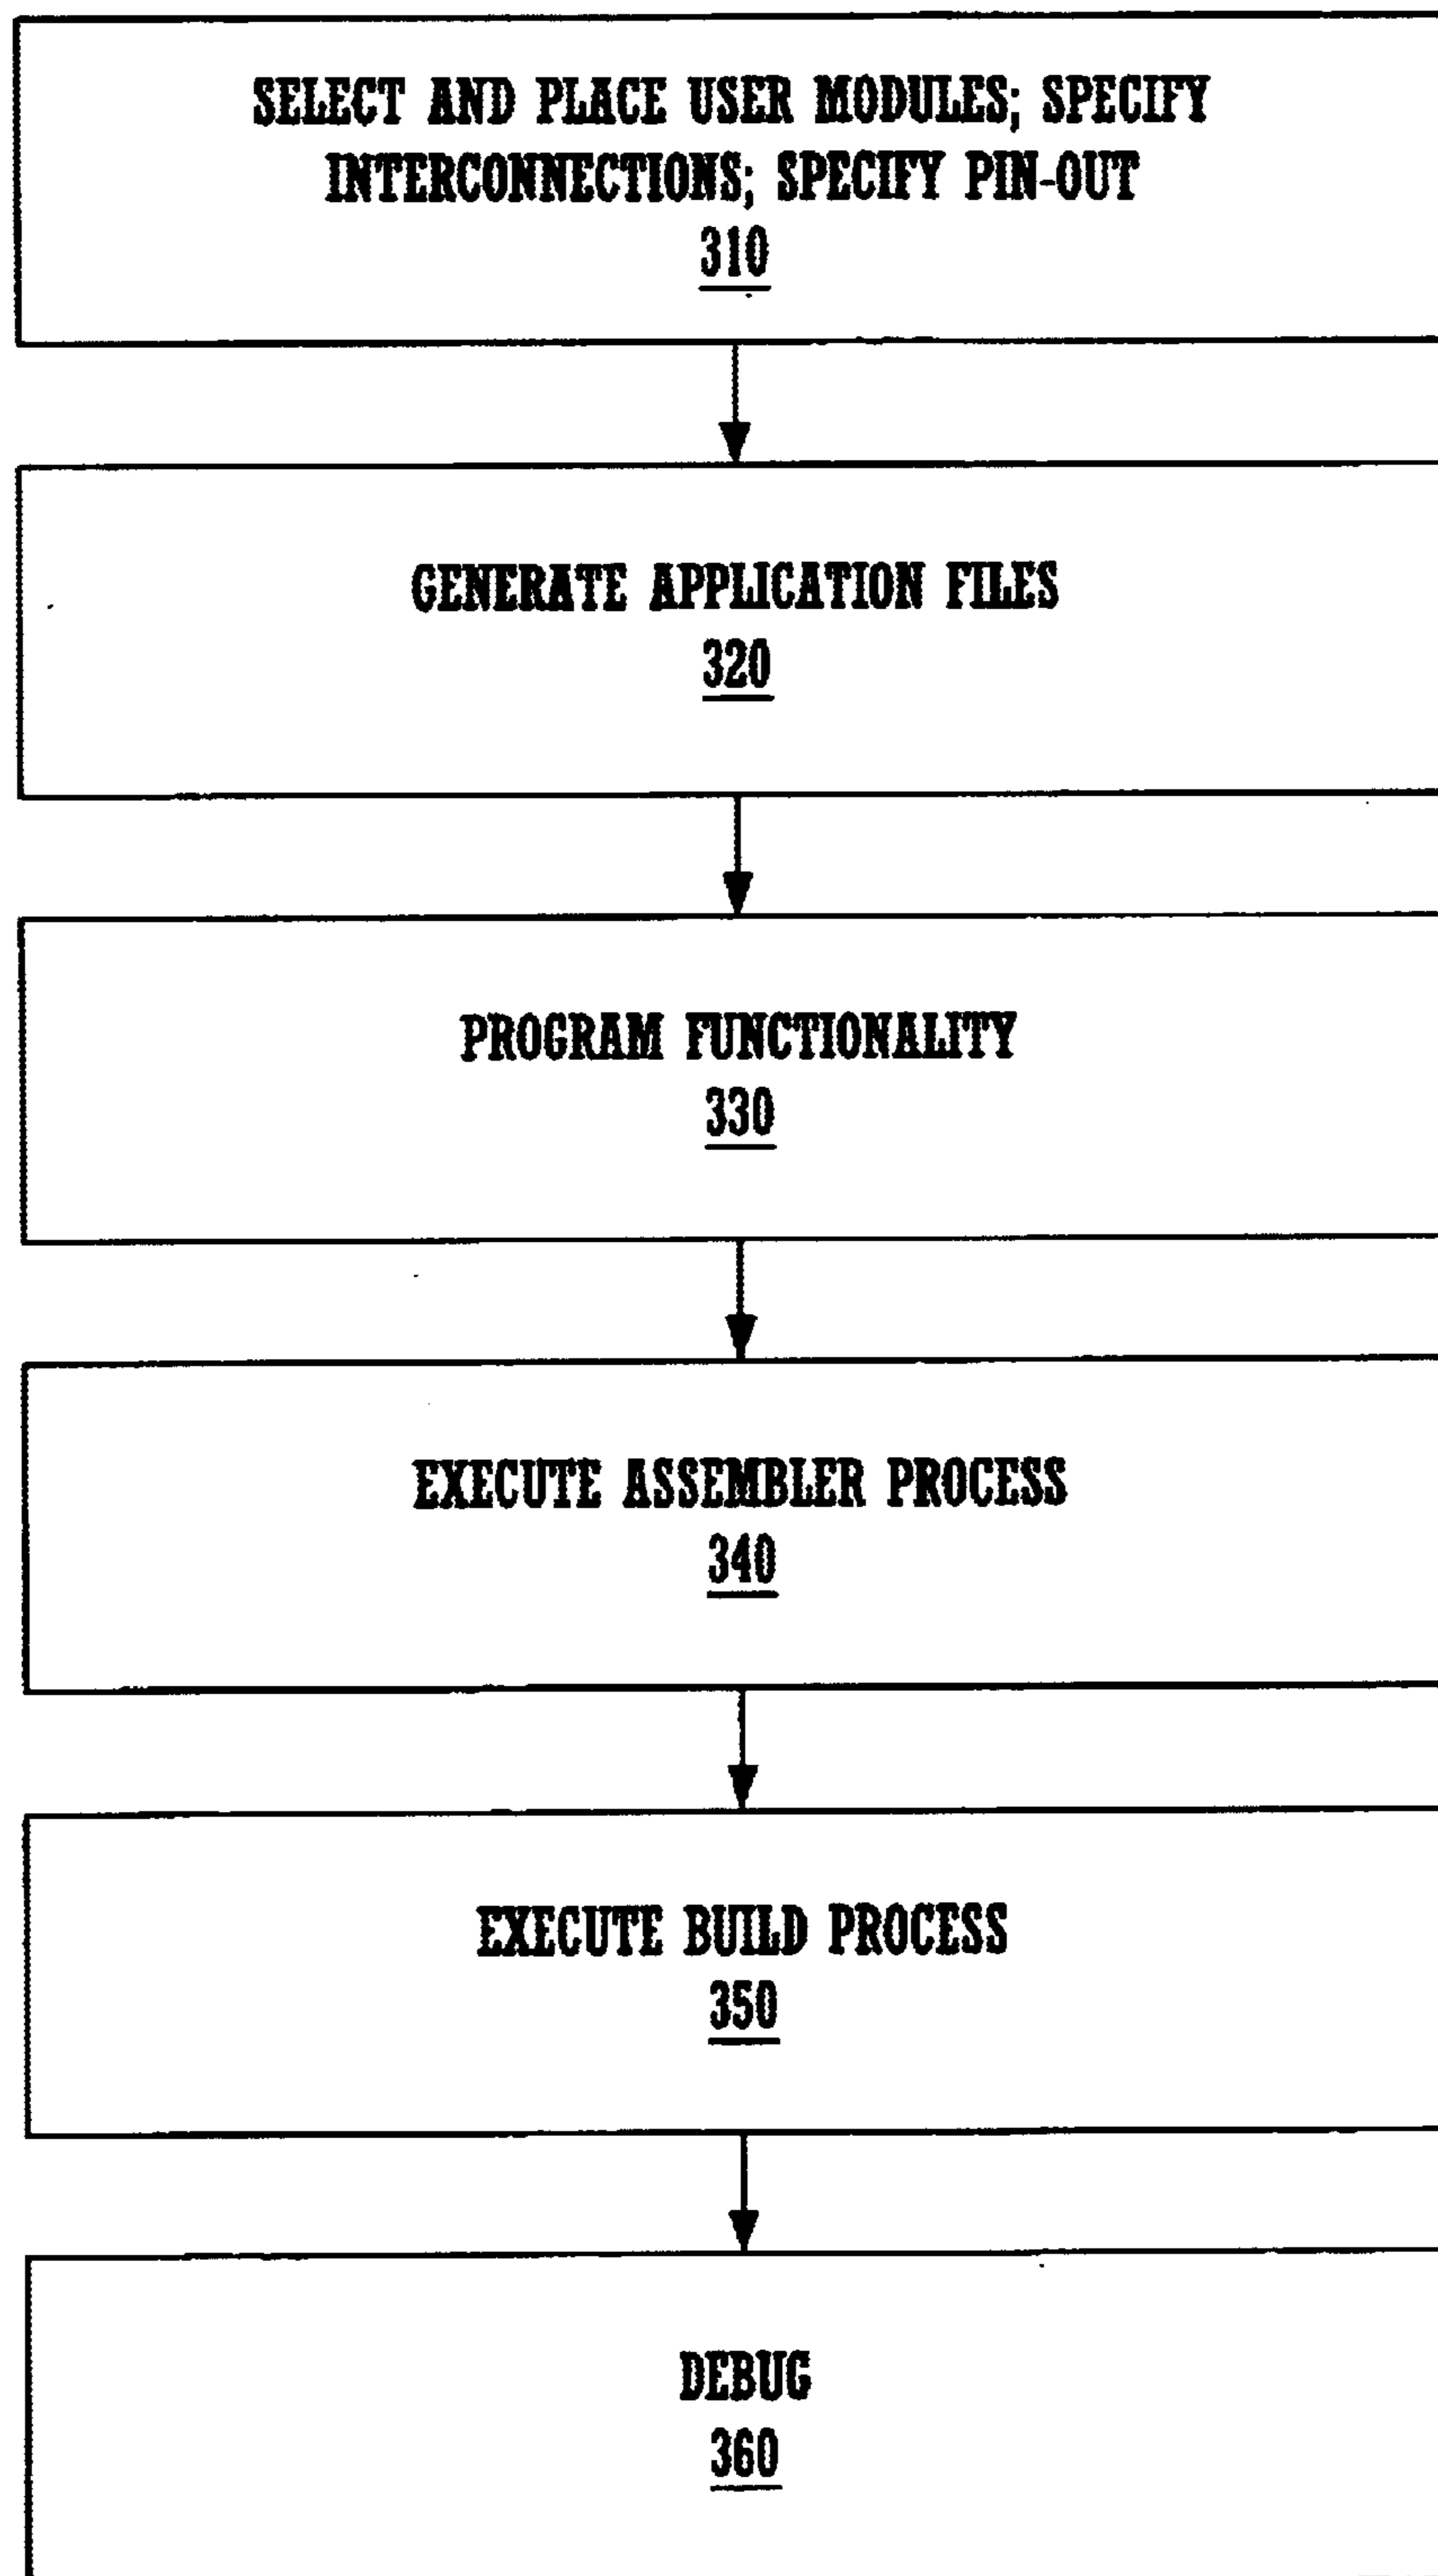 SELECT AND PLACE USER MODULES; SPECIFY
INTERCONNECTIONS; SPECIFY PIN-OUT
310
GENERATE APPLICATION FILES
320
PROGRAM FUNCTIONALITY
330
EXECUTE ASSEMBLER PROCESS
340
EXECUTE BUILD PROCESS
350
DEBUG
360